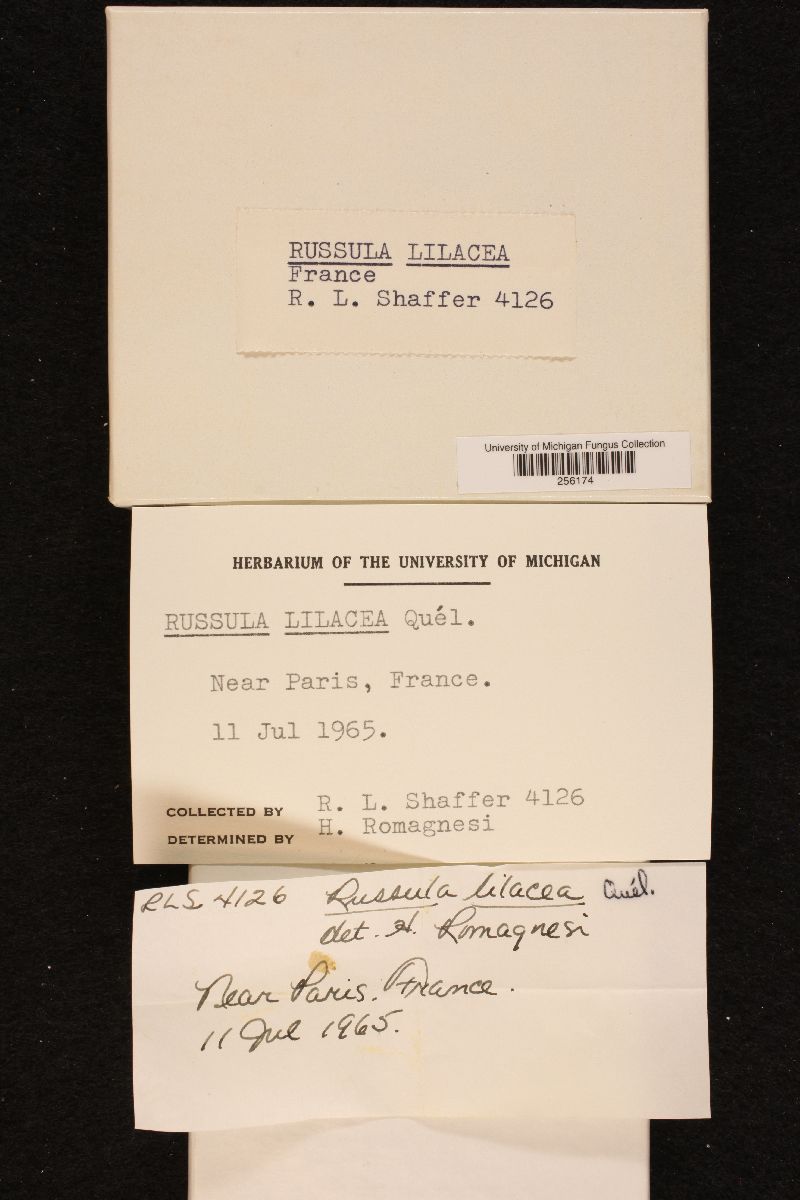 RUSSULA LILACEA
France
R. L. Shaffer 4126
University of Michigan Fungus Collection
256174
HERBARIUM OF THE UNIVERSITY OF MICHIGAN
RUSSULA LILACEA Quél.
Near Paris, France.
11 Jul 1965.
COLLECTED BY R. L. Shaffer 4126
DETERMINED BY H. Romagnesi
RLS 4126 Russula lilacea Quél.
det. H. Romagnesi
Near Paris. France.
11 Jul 1965.